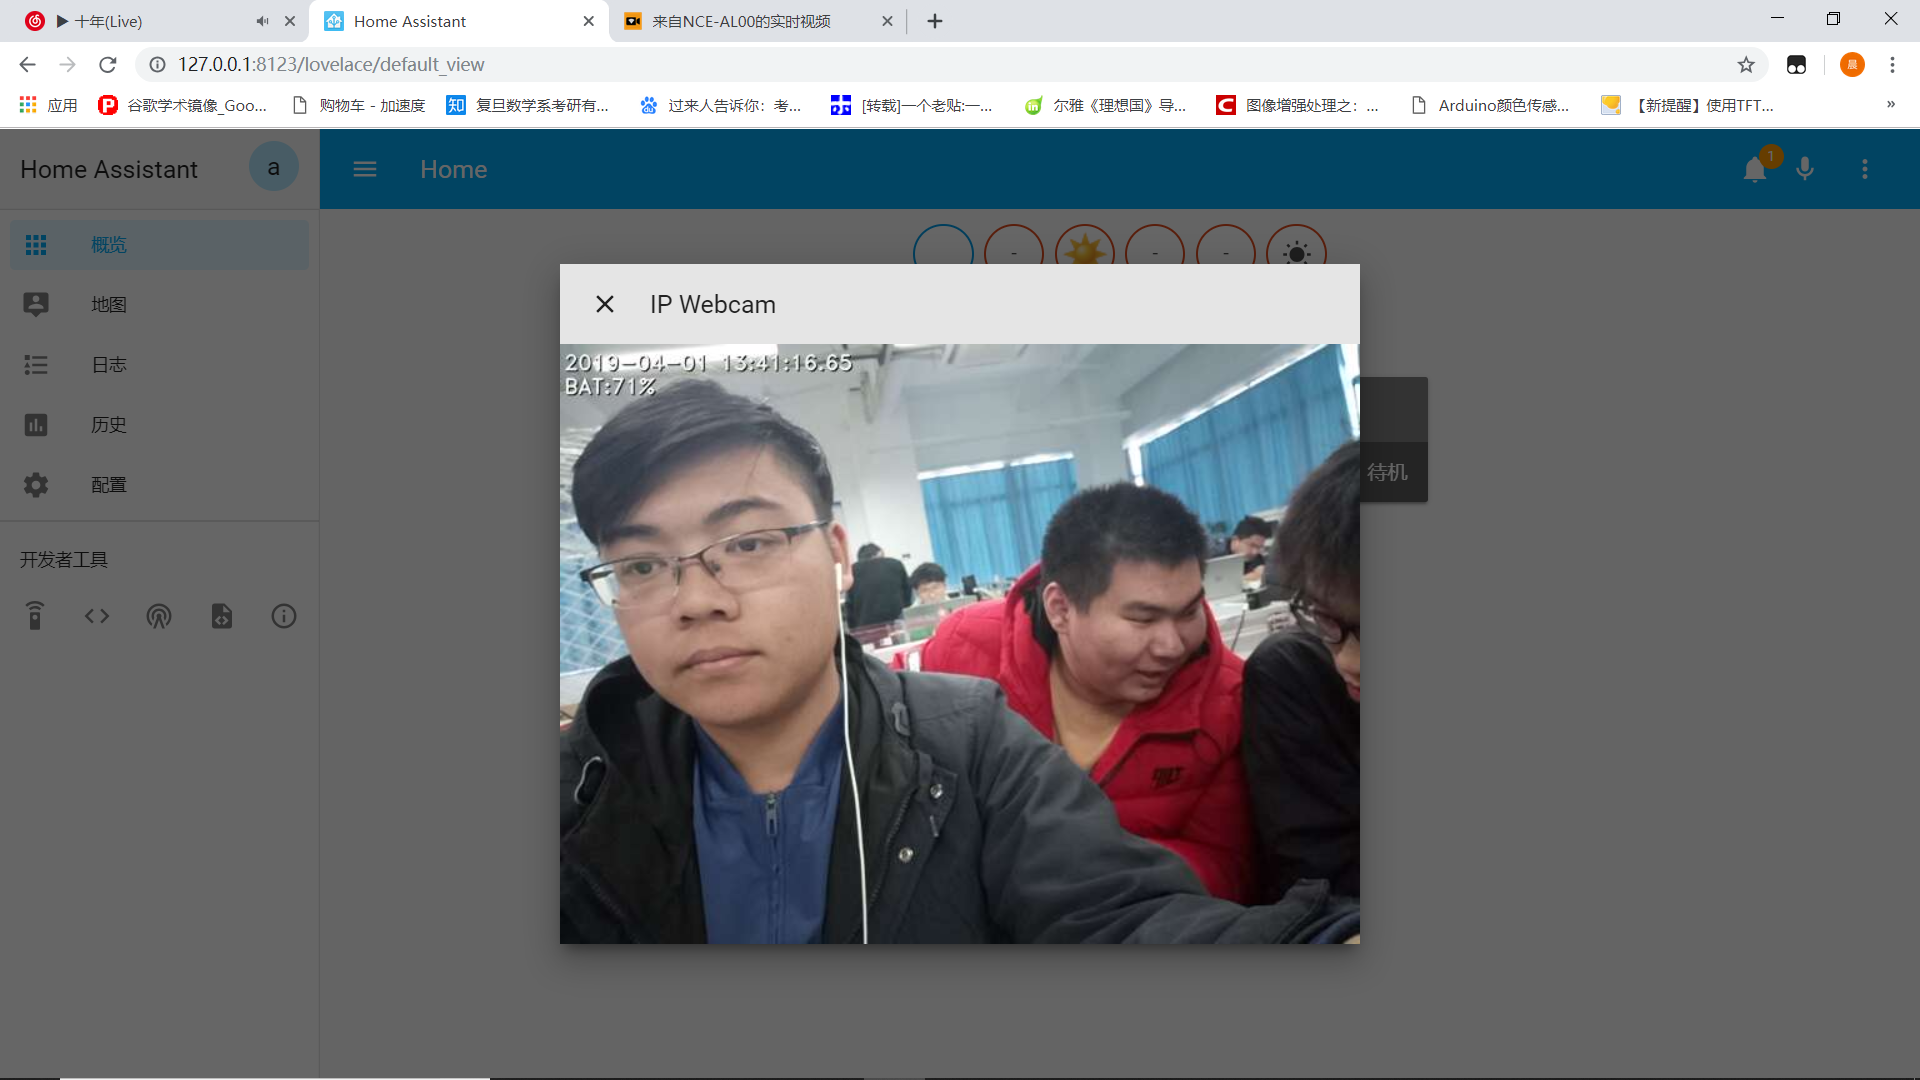 ▶ 十年(Live)
Home Assistant
来自NCE-AL00的实时视频
127.0.0.1:8123/lovelace/default_view
晨
应用
谷歌学术镜像_Goo...
购物车 - 加速度
知 复旦数学系考研有...
过来人告诉你：考...
[转载]一个老贴:一...
尔雅《理想国》导...
图像增强处理之：...
Arduino颜色传感...
【新提醒】使用TFT...
»
Home Assistant
a
Home
1
概览
地图
日志
历史
配置
开发者工具
- - -
IP Webcam
2019-04-01 13:41:16.65
BAT:71%
待机